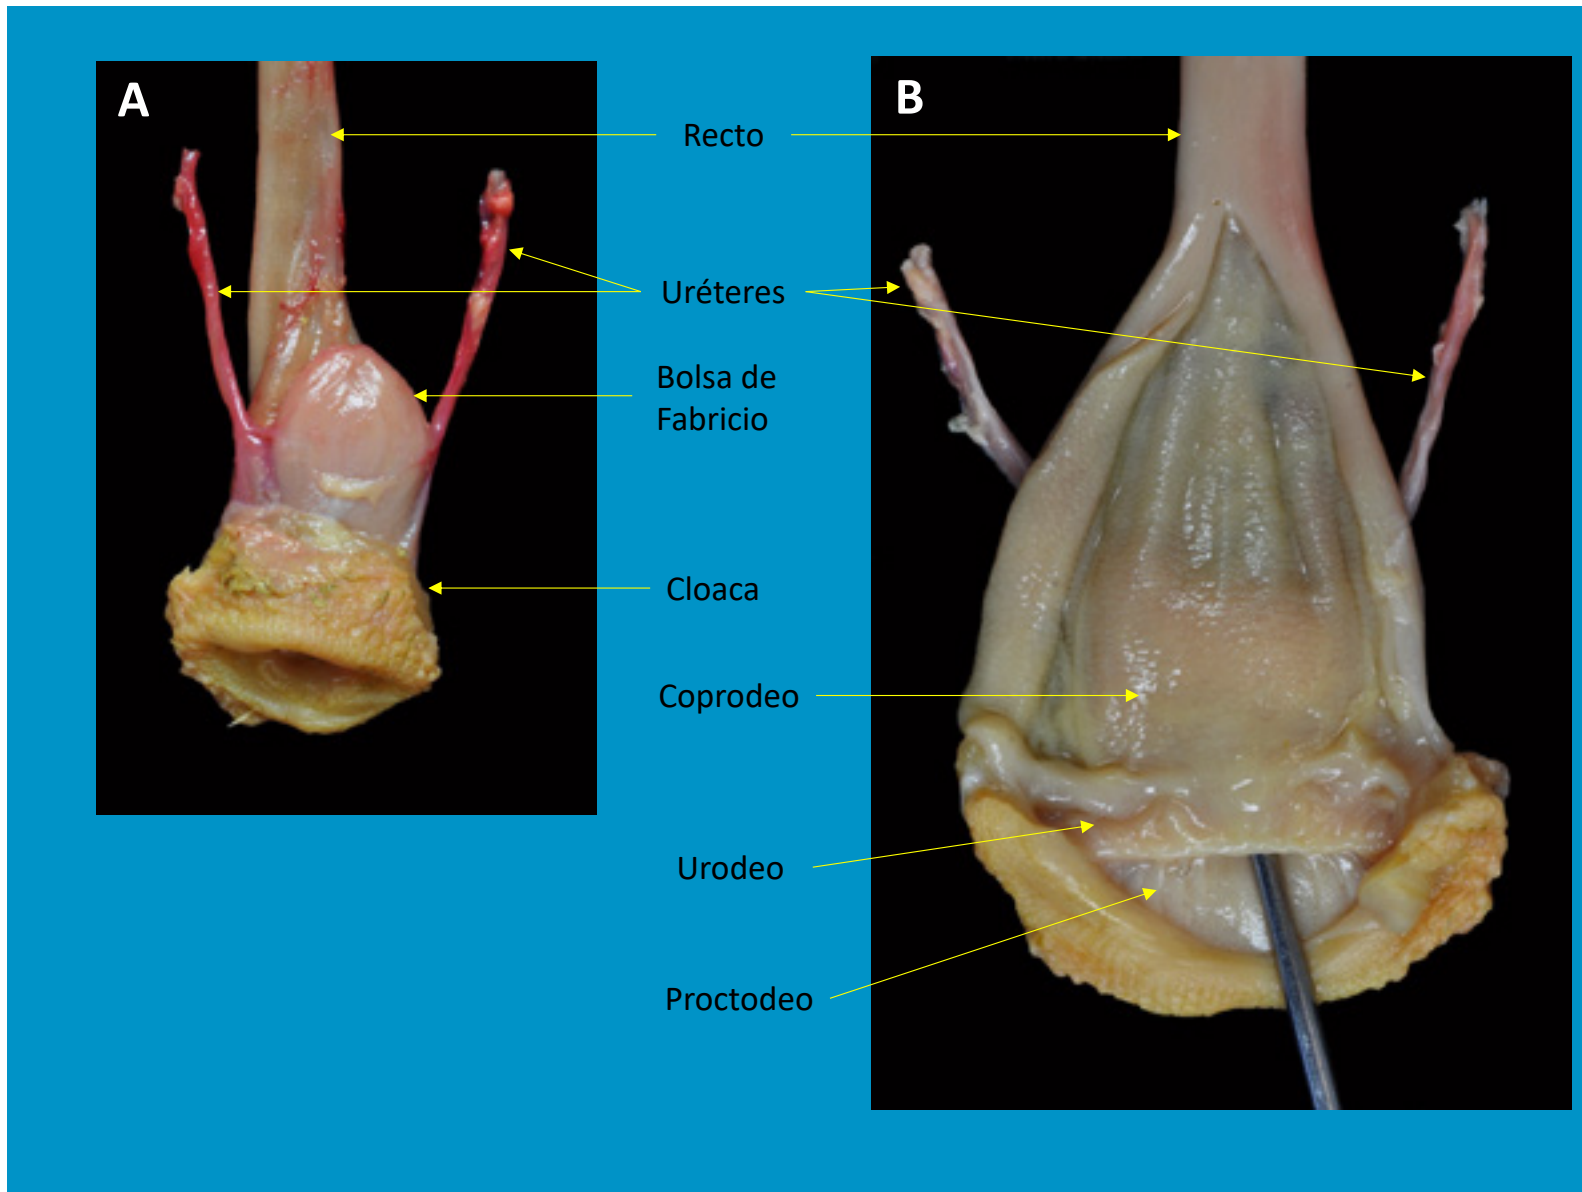 A
B
Recto
Uréteres
Bolsa de
Fabricio
Cloaca
Coprodeo
Urodeo
Proctodeo